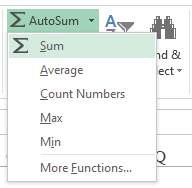 AutoSum
Sum
Average
Count Numbers
Max
Min
More Functions...
Q